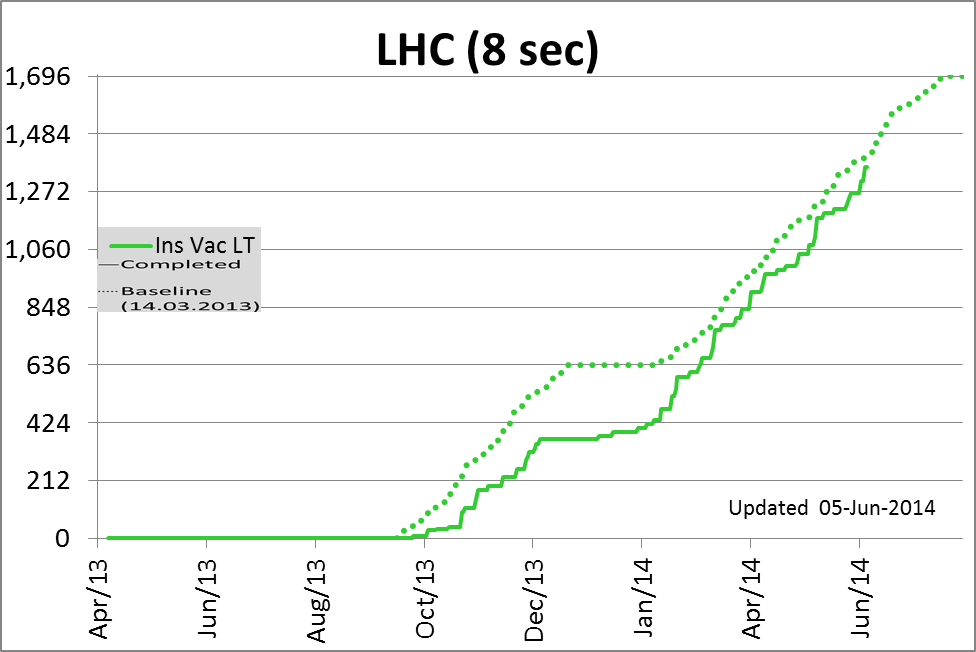 LHC (8 sec)
1,696
1,484
1,272
1,060
848
636
424
212
0
Ins Vac LT
Completed
Baseline
(14.03.2013)
Updated 05-Jun-2014
Apr/13
Jun/13
Aug/13
Oct/13
Dec/13
Jan/14
Apr/14
Jun/14